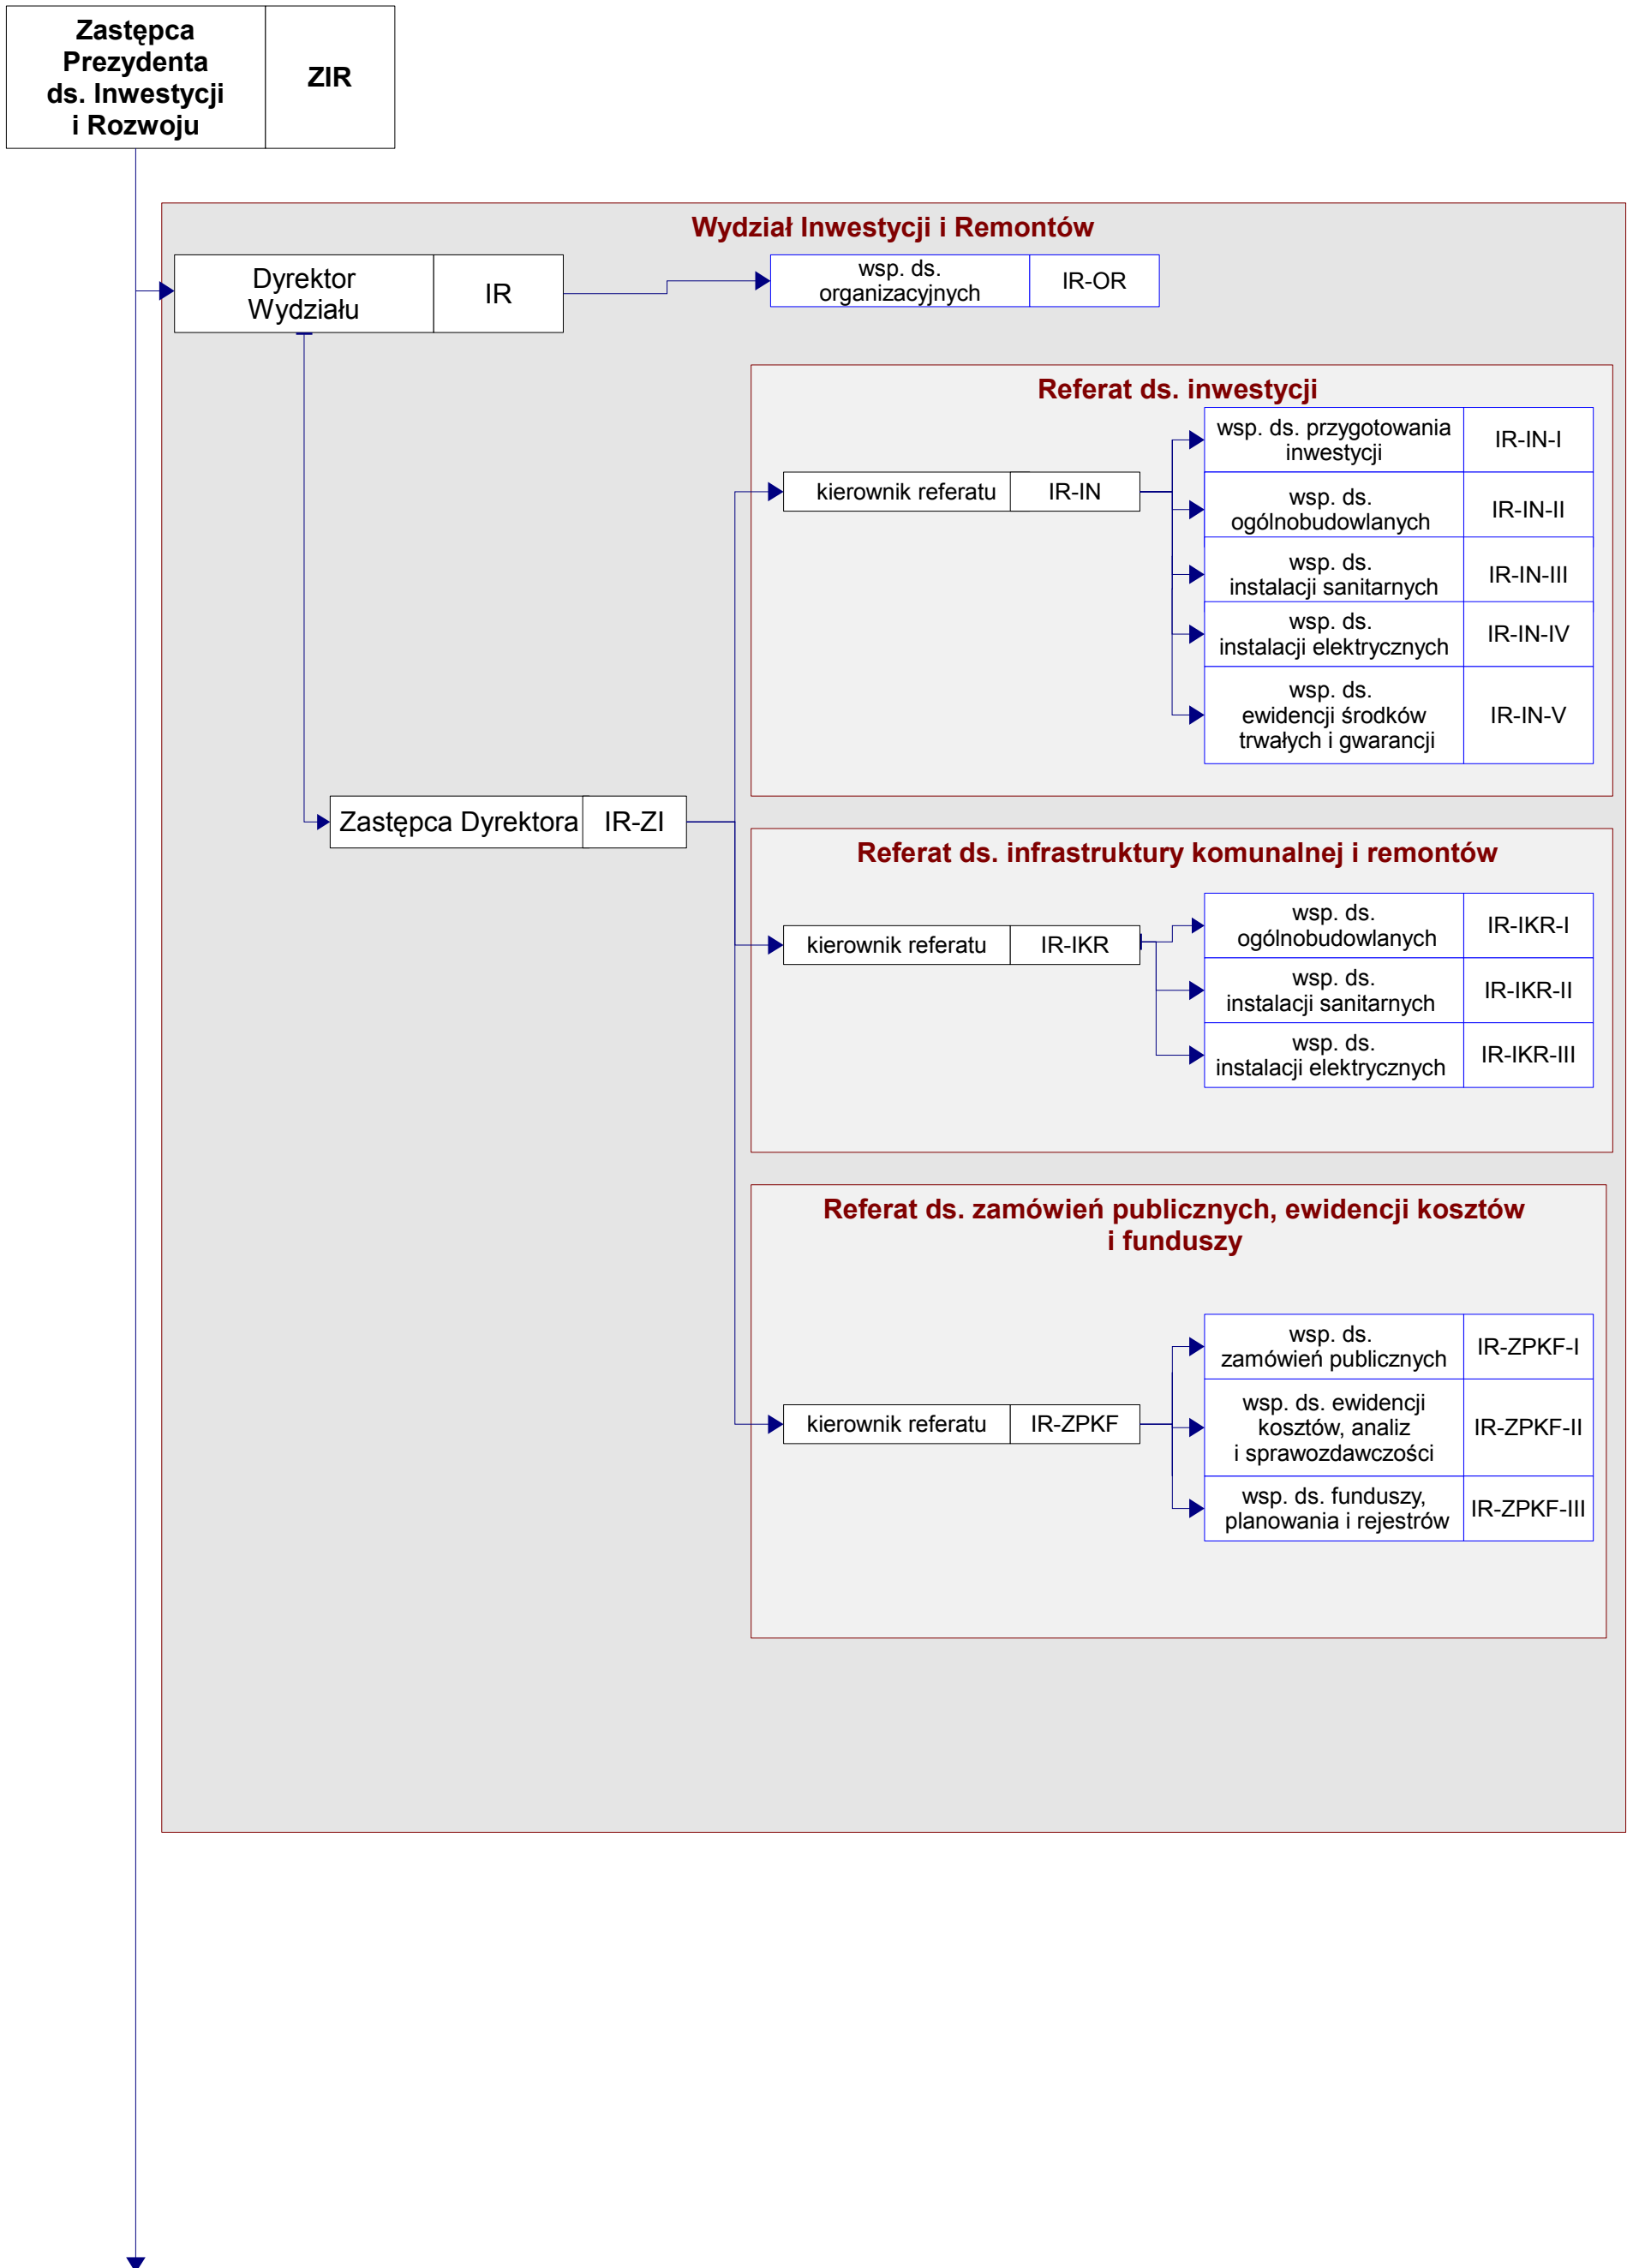 Zastępca
Prezydenta
ds. Inwestycji
i Rozwoju
ZIR
Wydział Inwestycji i Remontów
Dyrektor
Wydziału
IR
wsp. ds.
organizacyjnych
IR-OR
Referat ds. inwestycji
kierownik referatu
IR-IN
wsp. ds. przygotowania
inwestycji
IR-IN-I
wsp. ds.
ogólnobudowlanych
IR-IN-II
wsp. ds.
instalacji sanitarnych
IR-IN-III
wsp. ds.
instalacji elektrycznych
IR-IN-IV
wsp. ds.
ewidencji środków
trwałych i gwarancji
IR-IN-V
Zastępca Dyrektora
IR-ZI
Referat ds. infrastruktury komunalnej i remontów
kierownik referatu
IR-IKR
wsp. ds.
ogólnobudowlanych
IR-IKR-I
wsp. ds.
instalacji sanitarnych
IR-IKR-II
wsp. ds.
instalacji elektrycznych
IR-IKR-III
Referat ds. zamówień publicznych, ewidencji kosztów
i funduszy
kierownik referatu
IR-ZPKF
wsp. ds.
zamówień publicznych
IR-ZPKF-I
wsp. ds. ewidencji
kosztów, analiz
i sprawozdawczości
IR-ZPKF-II
wsp. ds. funduszy,
planowania i rejestrów
IR-ZPKF-III